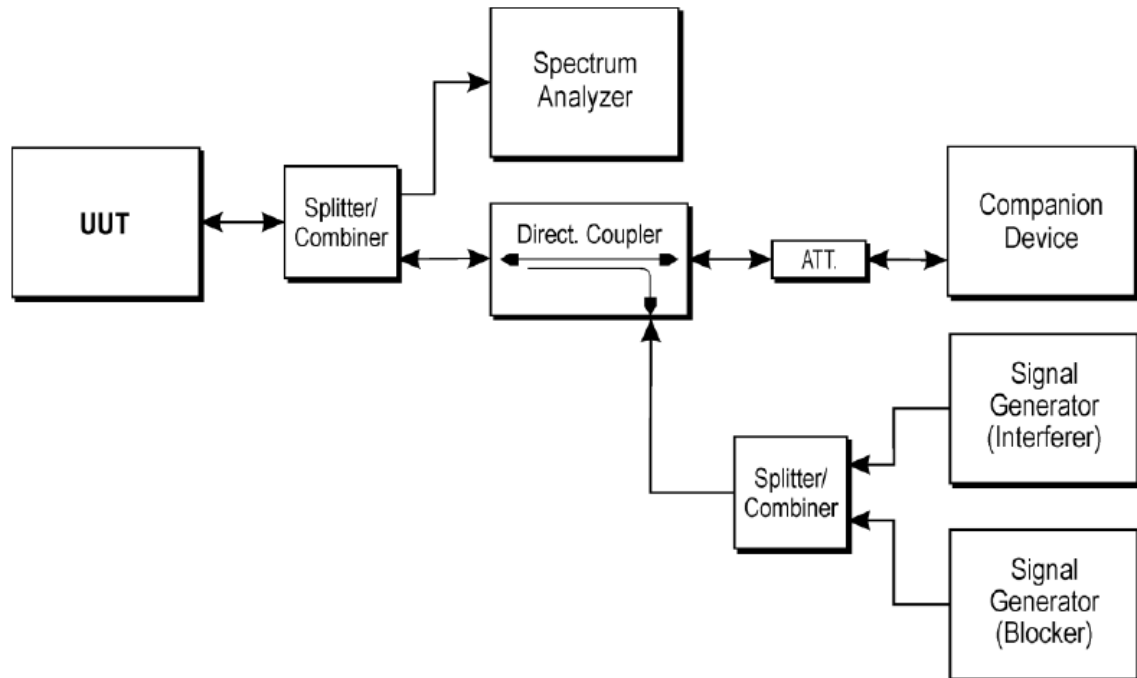 Spectrum
Analyzer
UUT
Splitter/
Combiner
Direct. Coupler
ATT.
Companion
Device
Signal
Generator
(Interferer)
Splitter/
Combiner
Signal
Generator
(Blocker)